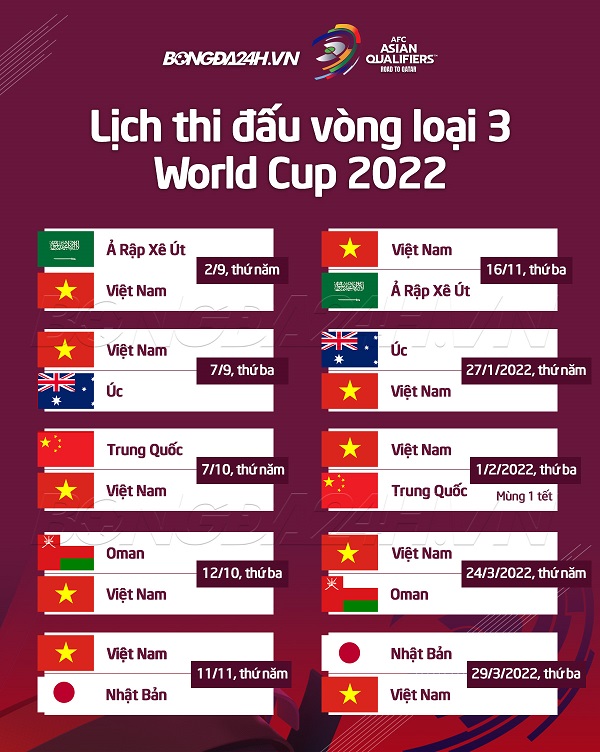 BONGDA24H.VN
AFC
ASIAN
QUALIFIERS™
ROAD TO QATAR
Lịch thi đấu vòng loại 3
World Cup 2022
Ả Rập Xê Út
2/9, thứ năm
Việt Nam
Việt Nam
16/11, thứ ba
Ả Rập Xê Út
Việt Nam
7/9, thứ ba
Úc
Úc
27/1/2022, thứ năm
Việt Nam
Trung Quốc
7/10, thứ năm
Việt Nam
Việt Nam
1/2/2022, thứ ba
Trung Quốc
Mùng 1 tết
Oman
12/10, thứ ba
Việt Nam
Việt Nam
24/3/2022, thứ năm
Oman
Việt Nam
11/11, thứ năm
Nhật Bản
Nhật Bản
29/3/2022, thứ ba
Việt Nam
BONGDA24H.VN
BONGDA24H.VN